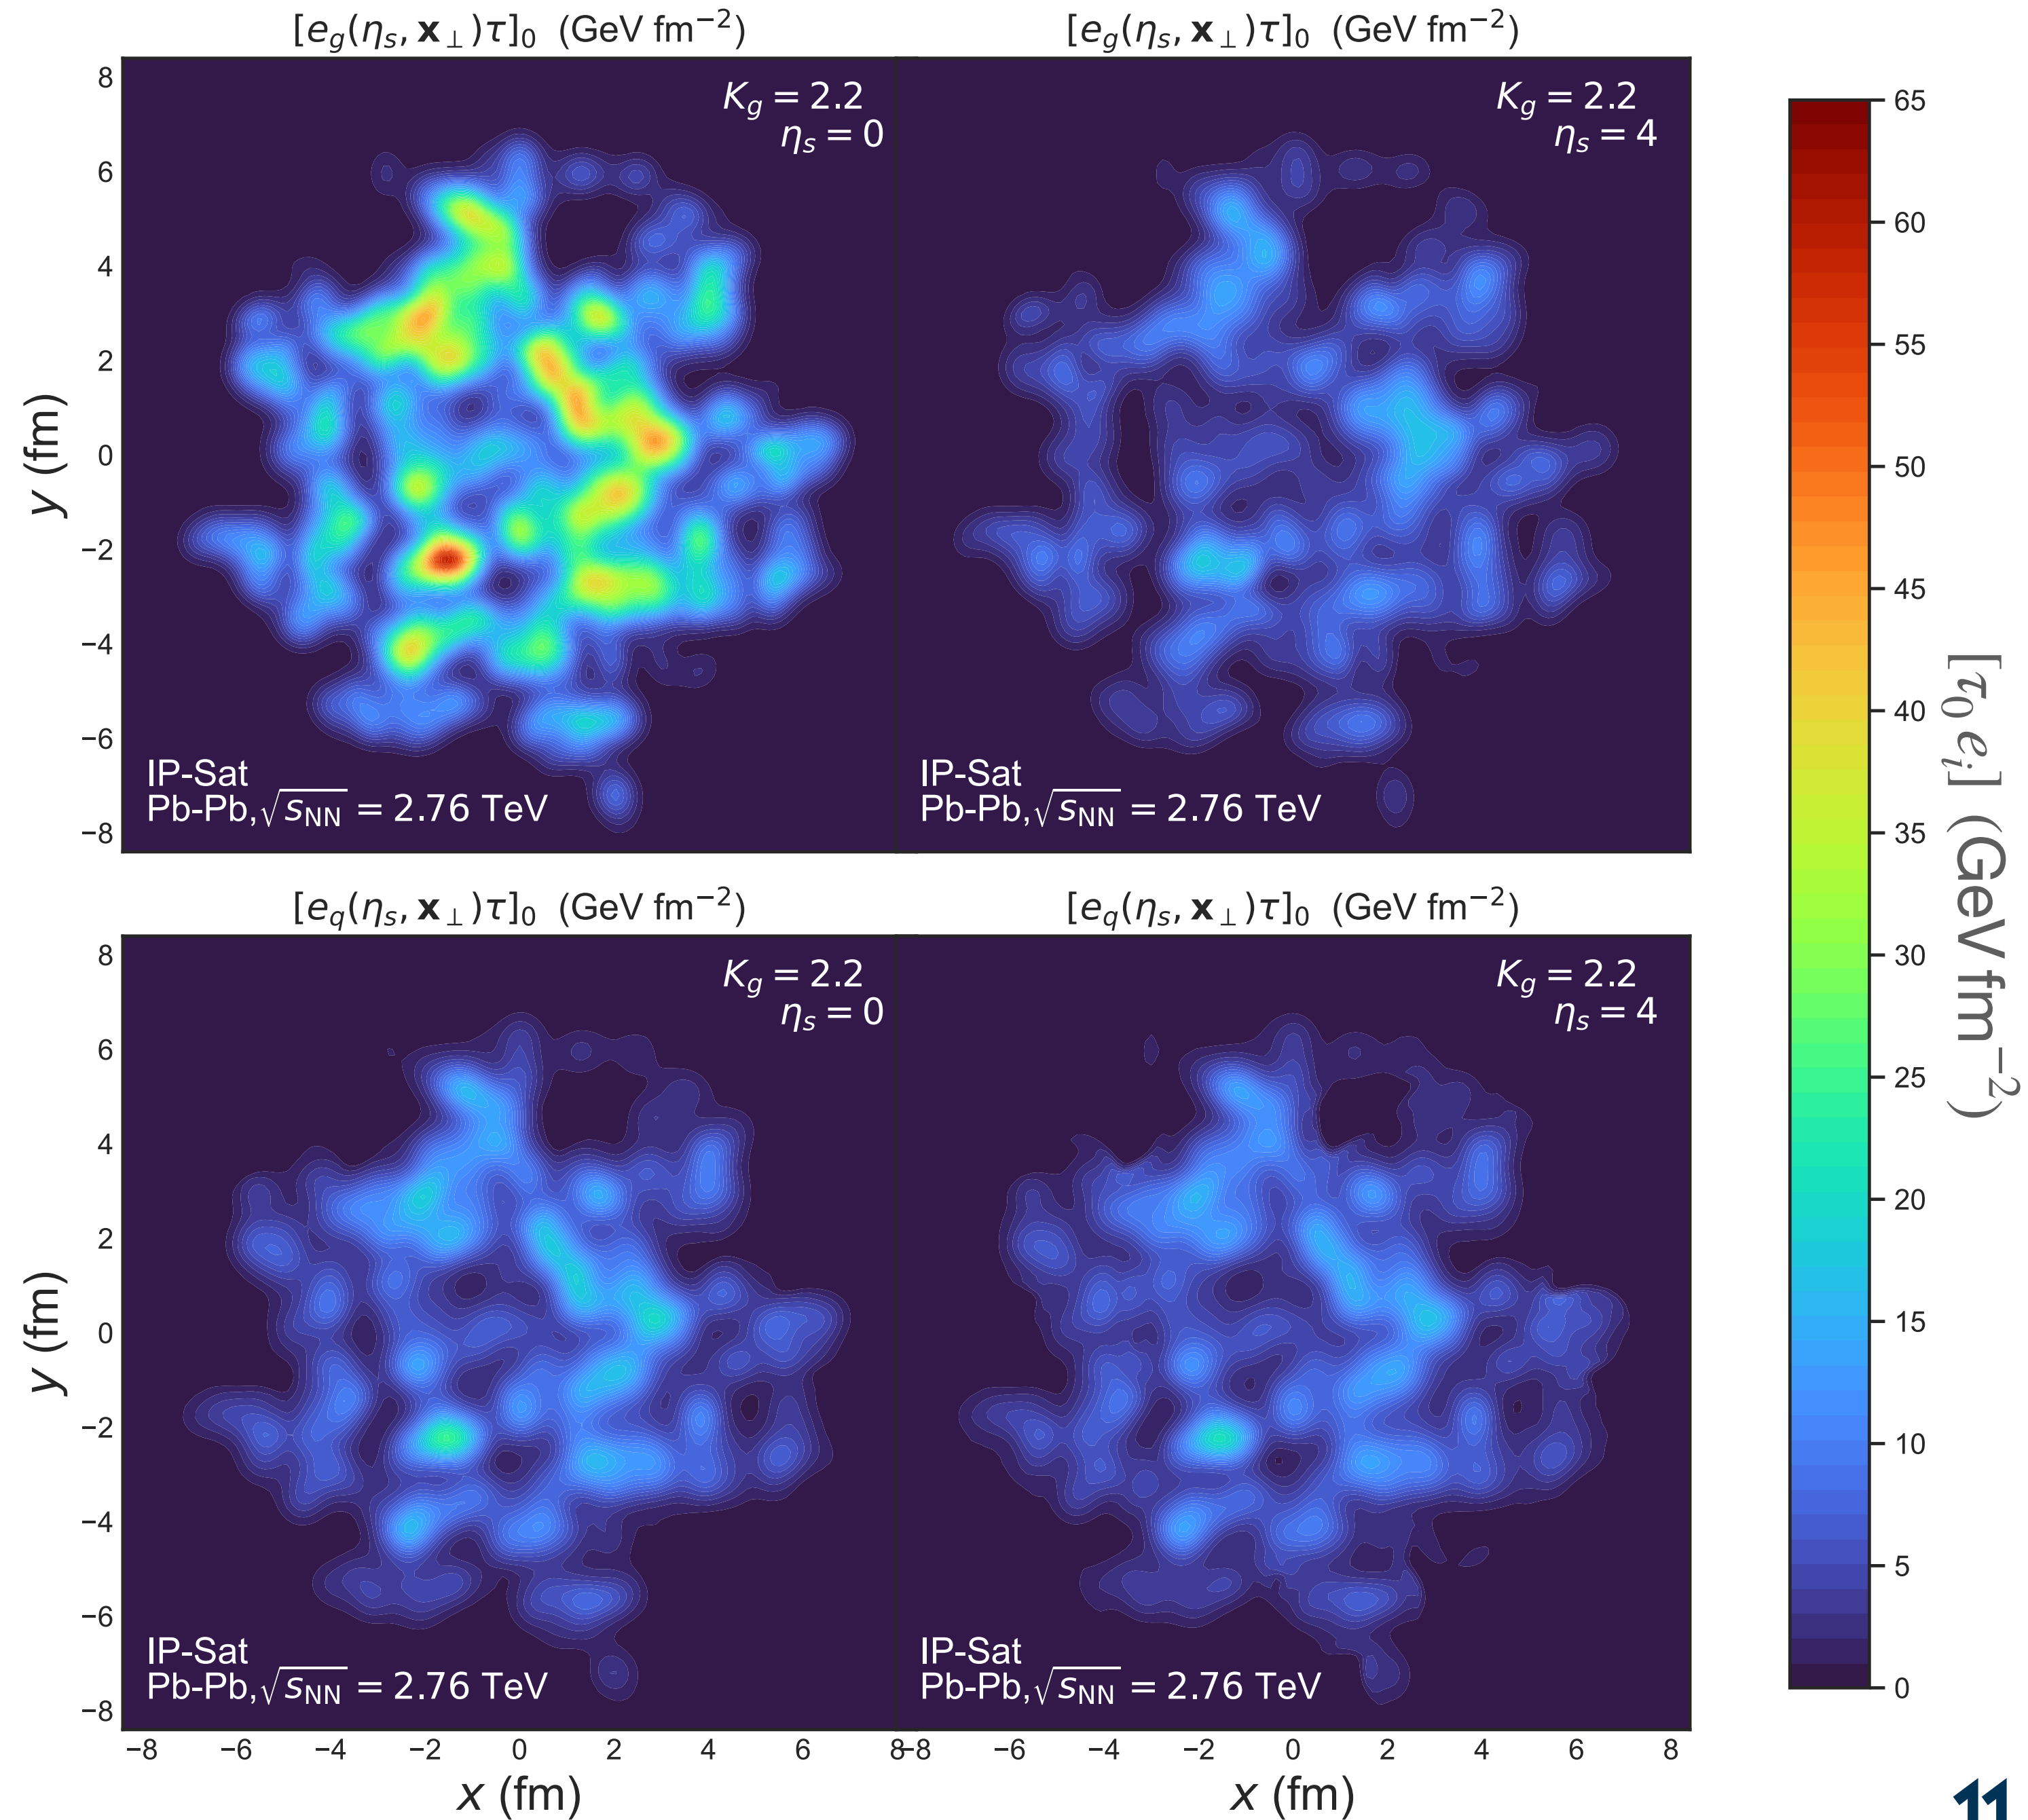 [e_g(η_s, x_⊥)τ]_0 (GeV fm⁻²)
[e_g(η_s, x_⊥)τ]_0 (GeV fm⁻²)
K_g = 2.2
η_s = 0
K_g = 2.2
η_s = 4
8
6
4
2
0
−2
−4
−6
−8
y (fm)
IP-Sat
Pb-Pb,√s_NN = 2.76 TeV
IP-Sat
Pb-Pb,√s_NN = 2.76 TeV
[e_q(η_s, x_⊥)τ]_0 (GeV fm⁻²)
[e_q(η_s, x_⊥)τ]_0 (GeV fm⁻²)
K_g = 2.2
η_s = 0
K_g = 2.2
η_s = 4
8
6
4
2
0
−2
−4
−6
−8
y (fm)
IP-Sat
Pb-Pb,√s_NN = 2.76 TeV
IP-Sat
Pb-Pb,√s_NN = 2.76 TeV
−8 −6 −4 −2 0 2 4 6 8
−8 −6 −4 −2 0 2 4 6 8
x (fm)
x (fm)
65
60
55
50
45
40
35
30
25
20
15
10
5
0
[τ_0 e_i] (GeV fm⁻²)
11